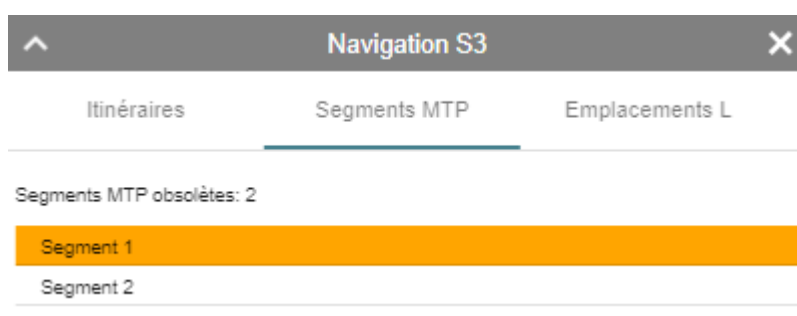 Navigation S3
Itinéraires Segments MTP Emplacements L
Segments MTP obsolètes: 2
Segment 1
Segment 2